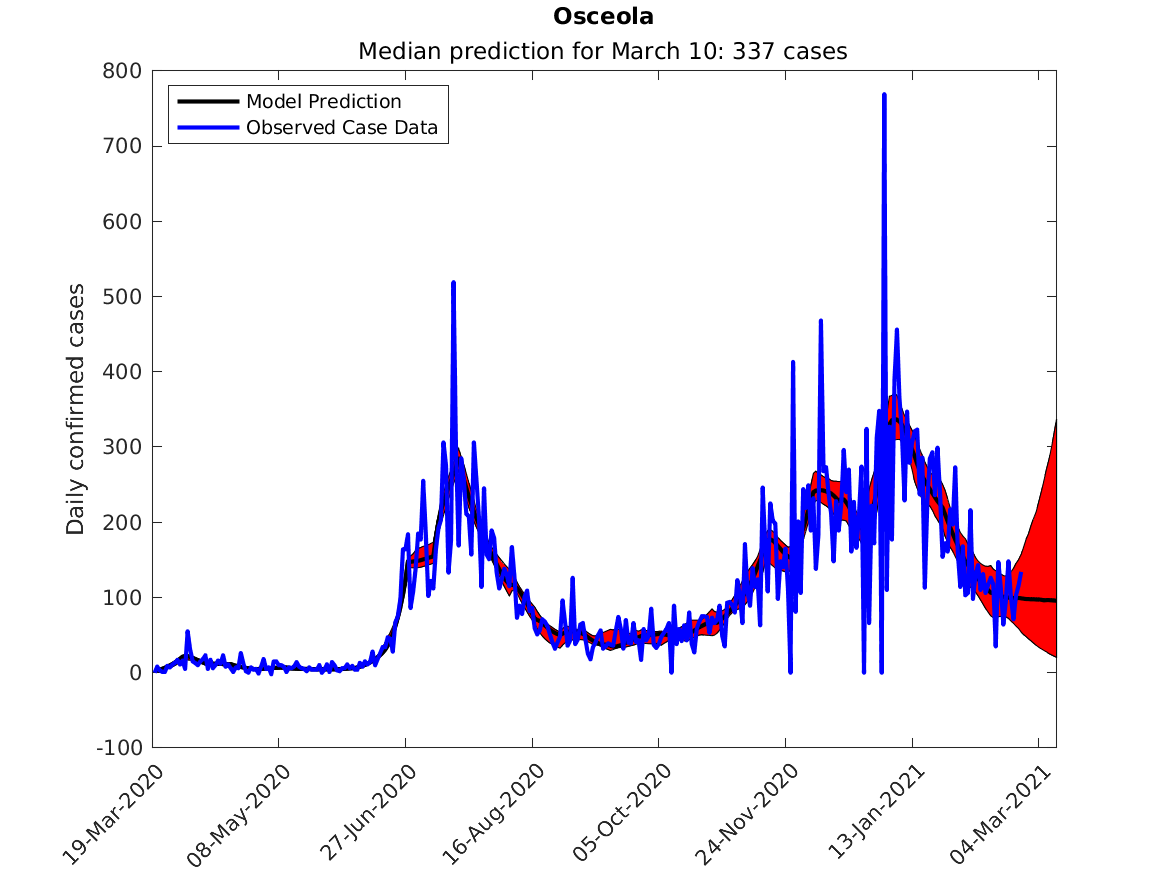 Osceola
Median prediction for March 10: 337 cases
Model Prediction
Observed Case Data
Daily confirmed cases
800
700
600
500
400
300
200
100
0
-100
19-Mar-2020
08-May-2020
27-Jun-2020
16-Aug-2020
05-Oct-2020
24-Nov-2020
13-Jan-2021
04-Mar-2021